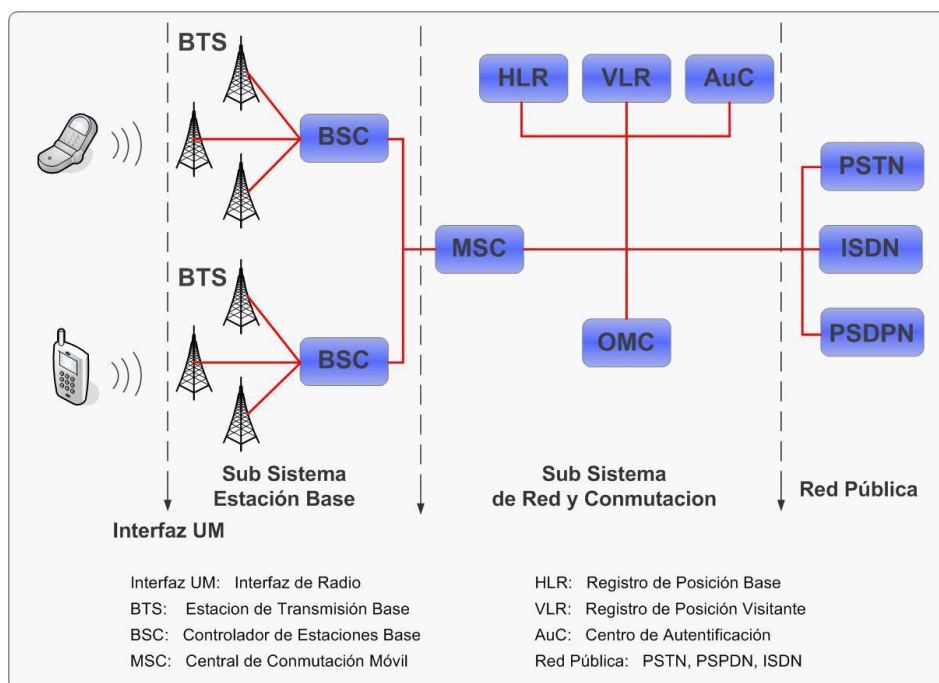 BTS
HLR
VLR
AuC
BSC
PSTN
MSC
ISDN
BTS
OMC
PSDPN
BSC
Sub Sistema
Estación Base
Sub Sistema
de Red y Conmutacion
Red Pública
Interfaz UM
Interfaz UM: Interfaz de Radio
BTS: Estacion de Transmisión Base
BSC: Controlador de Estaciones Base
MSC: Central de Conmutación Móvil
HLR: Registro de Posición Base
VLR: Registro de Posición Visitante
AuC: Centro de Autentificación
Red Pública: PSTN, PSPDN, ISDN